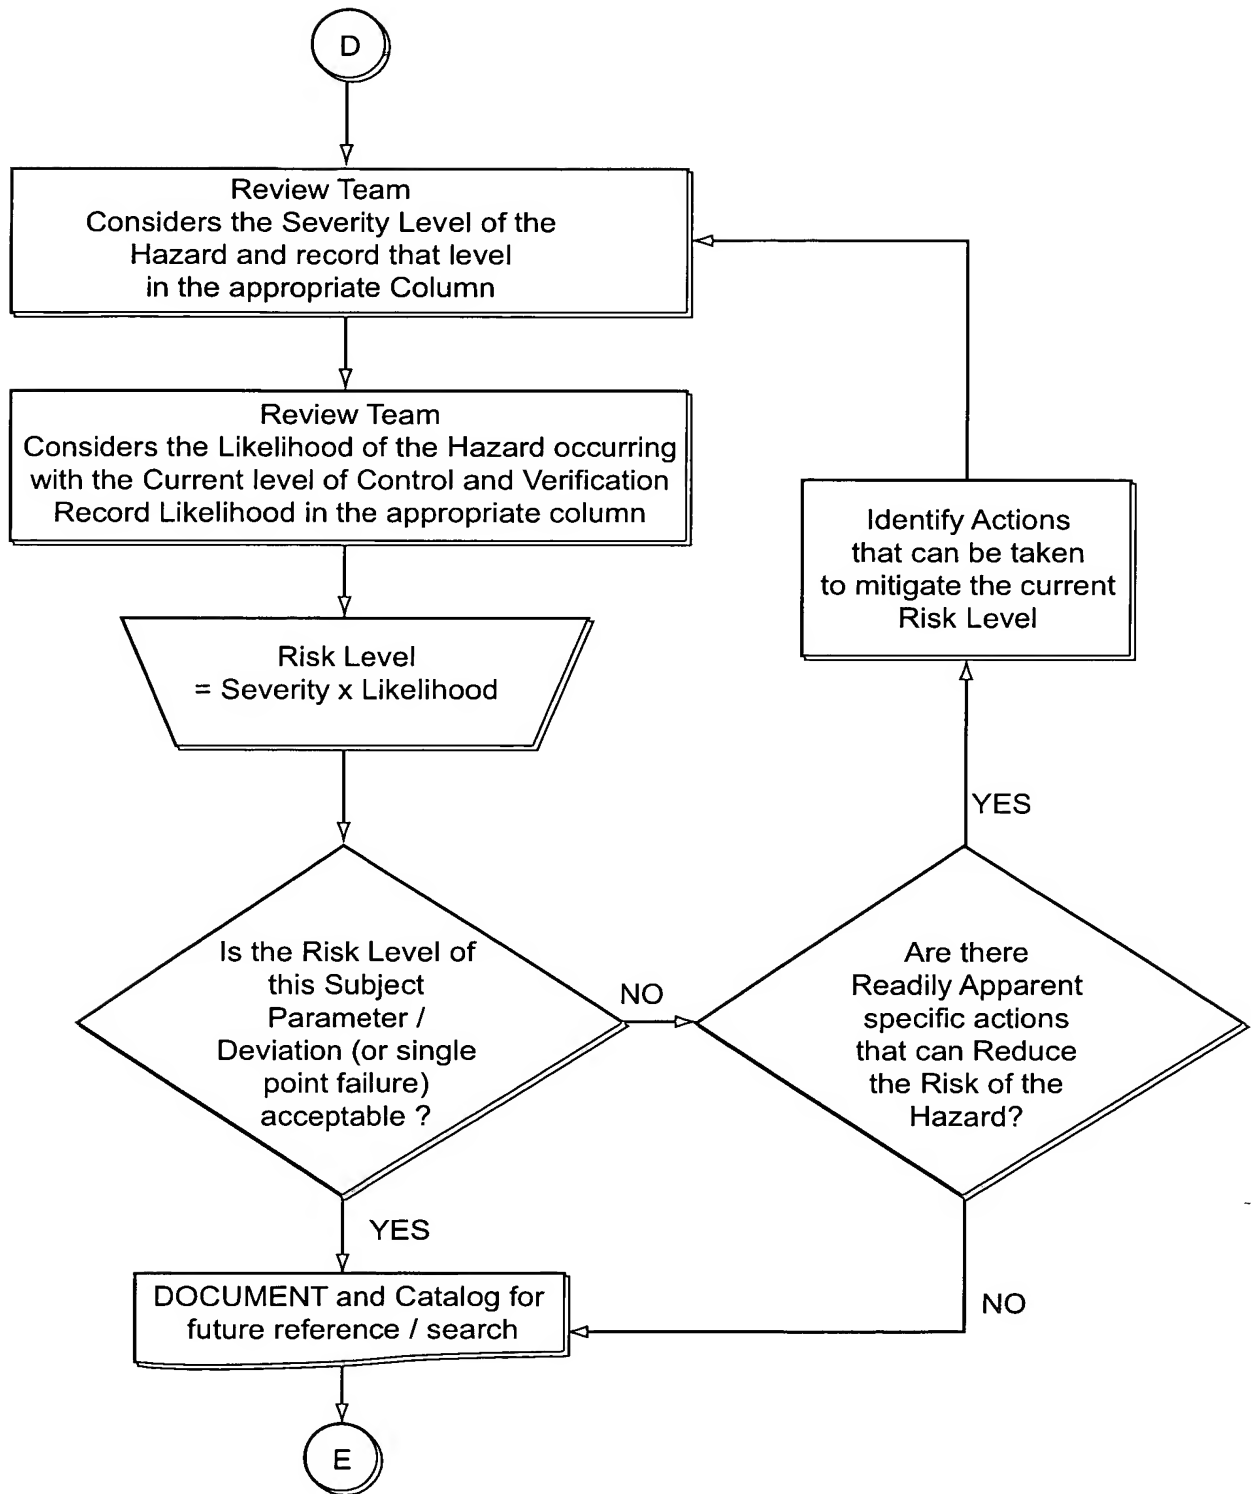 D
Review Team
Considers the Severity Level of the
Hazard and record that level
in the appropriate Column
Review Team
Considers the Likelihood of the Hazard occurring
with the Current level of Control and Verification
Record Likelihood in the appropriate column
Identify Actions
that can be taken
to mitigate the current
Risk Level
Risk Level
= Severity x Likelihood
YES
Is the Risk Level of
this Subject
Parameter /
Deviation (or single
point failure)
acceptable ?
NO
Are there
Readily Apparent
specific actions
that can Reduce
the Risk of the
Hazard?
YES
NO
DOCUMENT and Catalog for
future reference / search
E